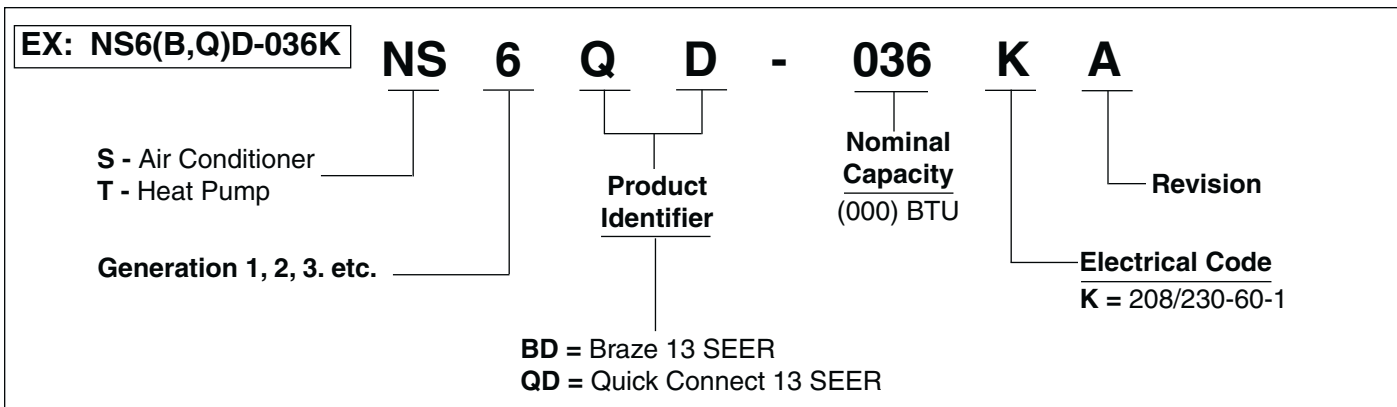 EX: NS6(B,Q)D-036K
NS 6 Q D - 036 K A
S - Air Conditioner
T - Heat Pump
Generation 1, 2, 3. etc.
Product
Identifier
BD = Braze 13 SEER
QD = Quick Connect 13 SEER
Nominal
Capacity
(000) BTU
Revision
Electrical Code
K = 208/230-60-1